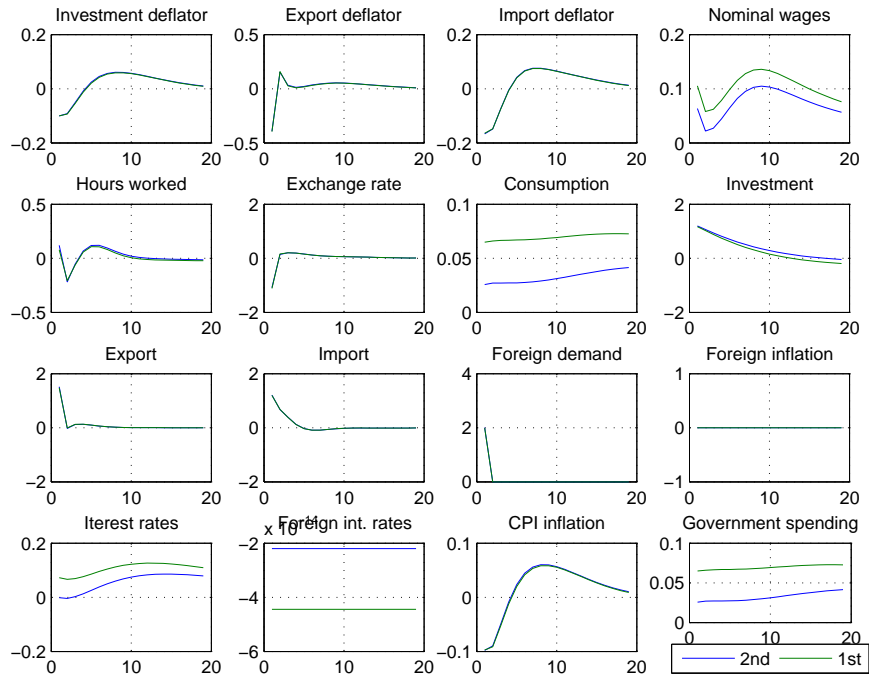 Investment deflator Export deflator Import deflator Nominal wages
0.2 0.5 0.2 0.2
0 0 0 0.1
−0.2 −0.5 −0.2 0
0 10 20 0 10 20 0 10 20 0 10 20
Hours worked Exchange rate Consumption Investment
0.5 2 0.1 2
0 0 0.05 0
−0.5 −2 0 −2
0 10 20 0 10 20 0 10 20 0 10 20
Export Import Foreign demand Foreign inflation
2 2 4 1
0 0 2 0
−2 −2 0 −1
0 10 20 0 10 20 0 10 20 0 10 20
Iterest rates x 10 Foreign int. rates CPI inflation Government spending
0.2 −2 0.1 0.1
0 −4 0 0.05
−0.2 −6 −0.1 0
0 10 20 0 10 20 0 10 20 0 10 20
2nd 1st